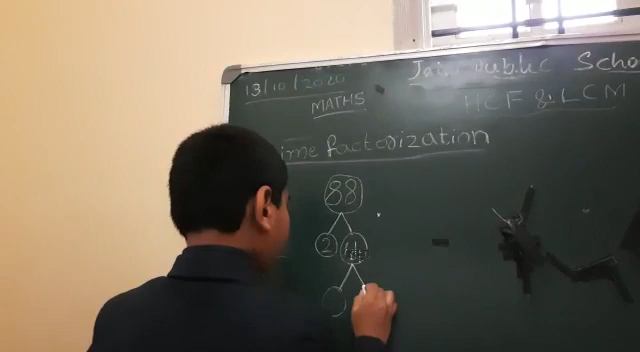 13/10/2020
Jain Public Scho
MATHS
HCF & LCM
ime factorization
88
2